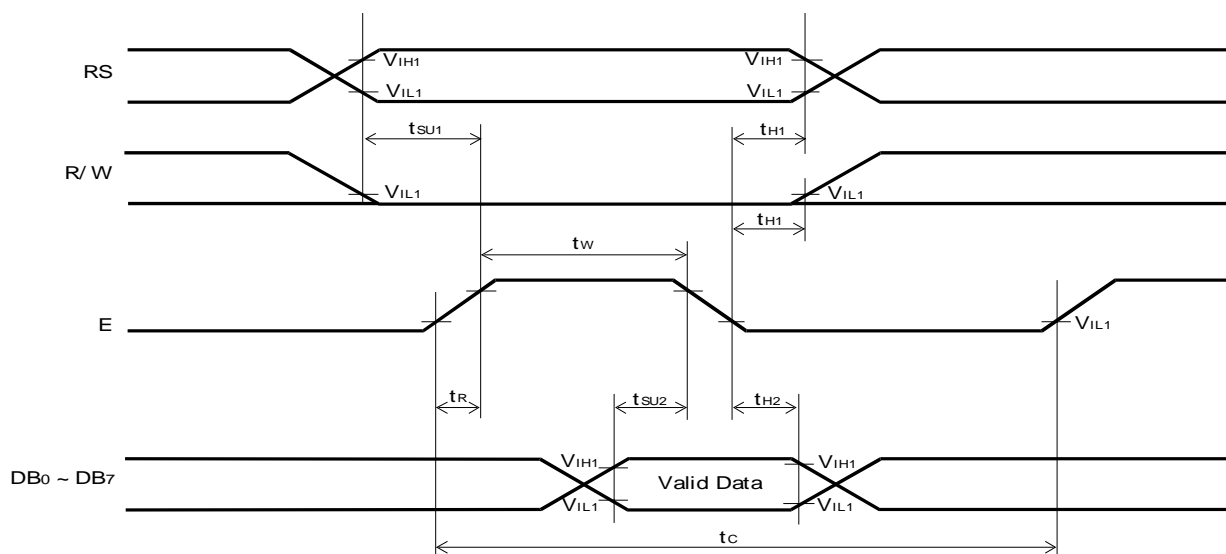 RS
VIH1
VIH1
VIL1
VIL1
tSU1
tH1
R/ W
VIL1
VIL1
tH1
tW
E
VIL1
tR
tSU2
tH2
DB0 ~ DB7
VIH1
Valid Data
VIH1
VIL1
VIL1
tC